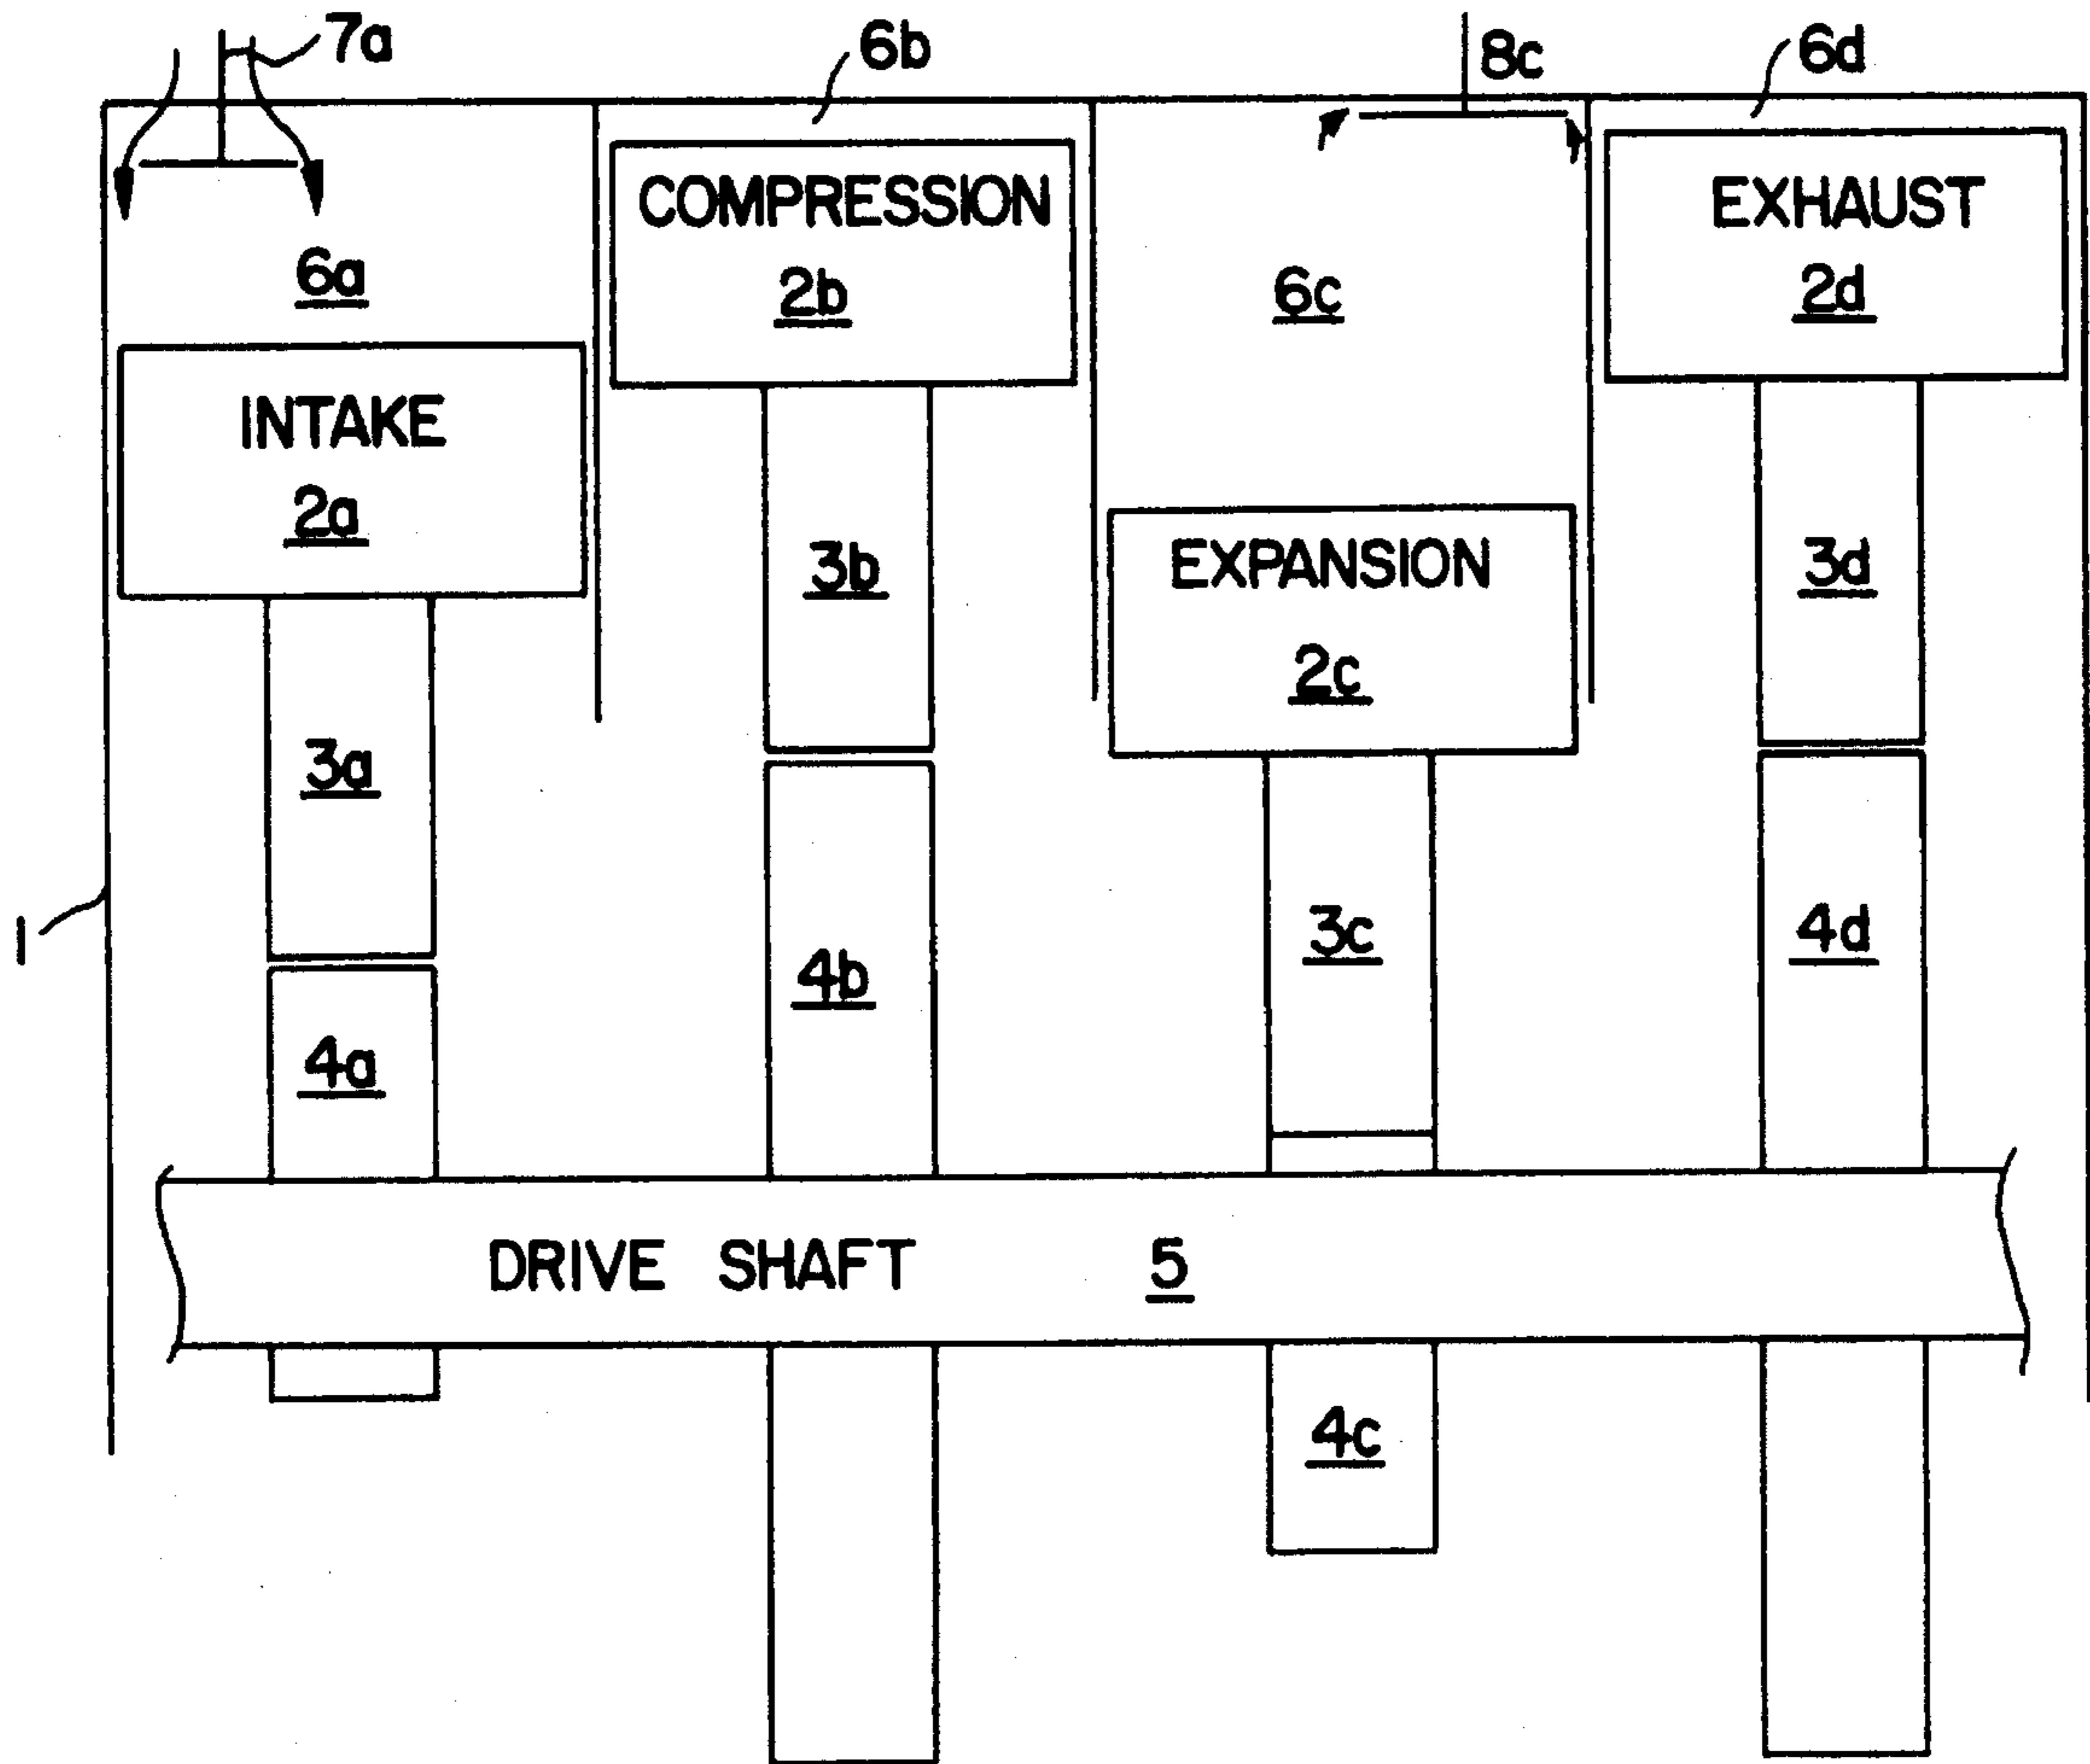 7a
6b
8c
6d
6a
COMPRESSION
2b
6c
EXHAUST
2d
INTAKE
2a
3b
EXPANSION
2c
3d
3a
4b
3c
4d
1
4a
DRIVE SHAFT 5
4c